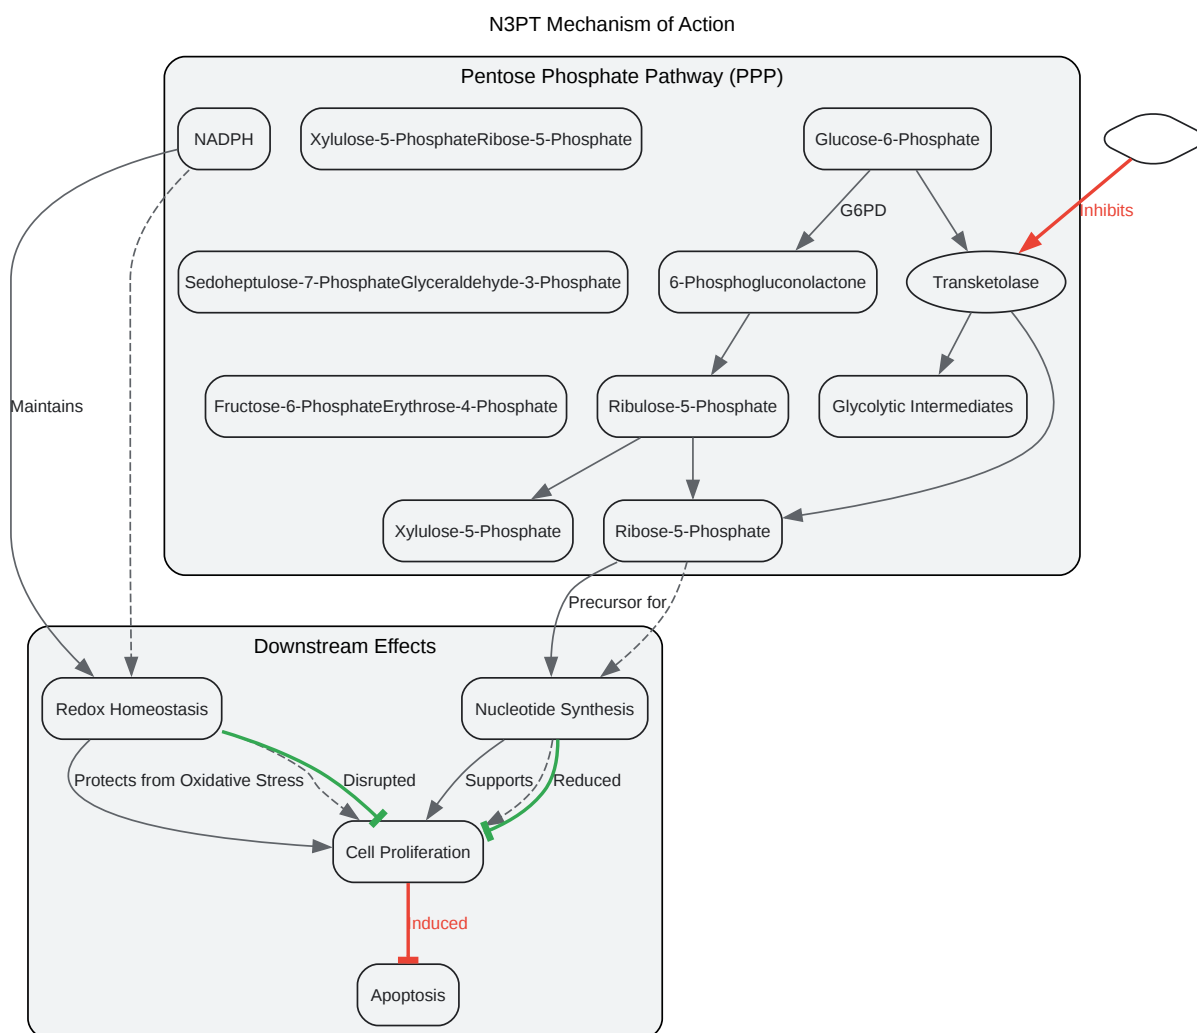 N3PT Mechanism of Action
Pentose Phosphate Pathway (PPP)
NADPH
Xylulose-5-PhosphateRibose-5-Phosphate
Glucose-6-Phosphate
G6PD
Inhibits
Sedoheptulose-7-PhosphateGlyceraldehyde-3-Phosphate
6-Phosphogluconolactone
Transketolase
Maintains
Fructose-6-PhosphateErythrose-4-Phosphate
Ribulose-5-Phosphate
Glycolytic Intermediates
Xylulose-5-Phosphate
Ribose-5-Phosphate
Precursor for
Downstream Effects
Redox Homeostasis
Nucleotide Synthesis
Protects from Oxidative Stress
Disrupted
Supports
Reduced
Cell Proliferation
Induced
Apoptosis